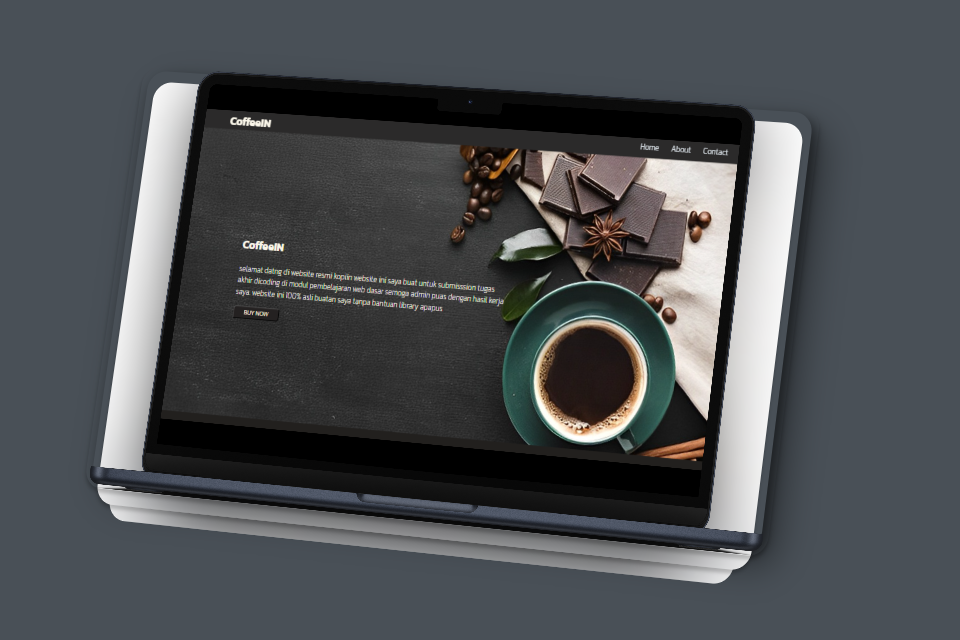 CoffeeIN
Home About Contact
CoffeeIN
selamat dating di website resmi kopiin website ini saya buat untuk submisssion tugas
akhir dicoding di modul pembelajaran web dasar semoga admin puas dengan hasil kerja
saya. website ini 100% asli buatan saya tanpa bantuan library apapus
BUY NOW